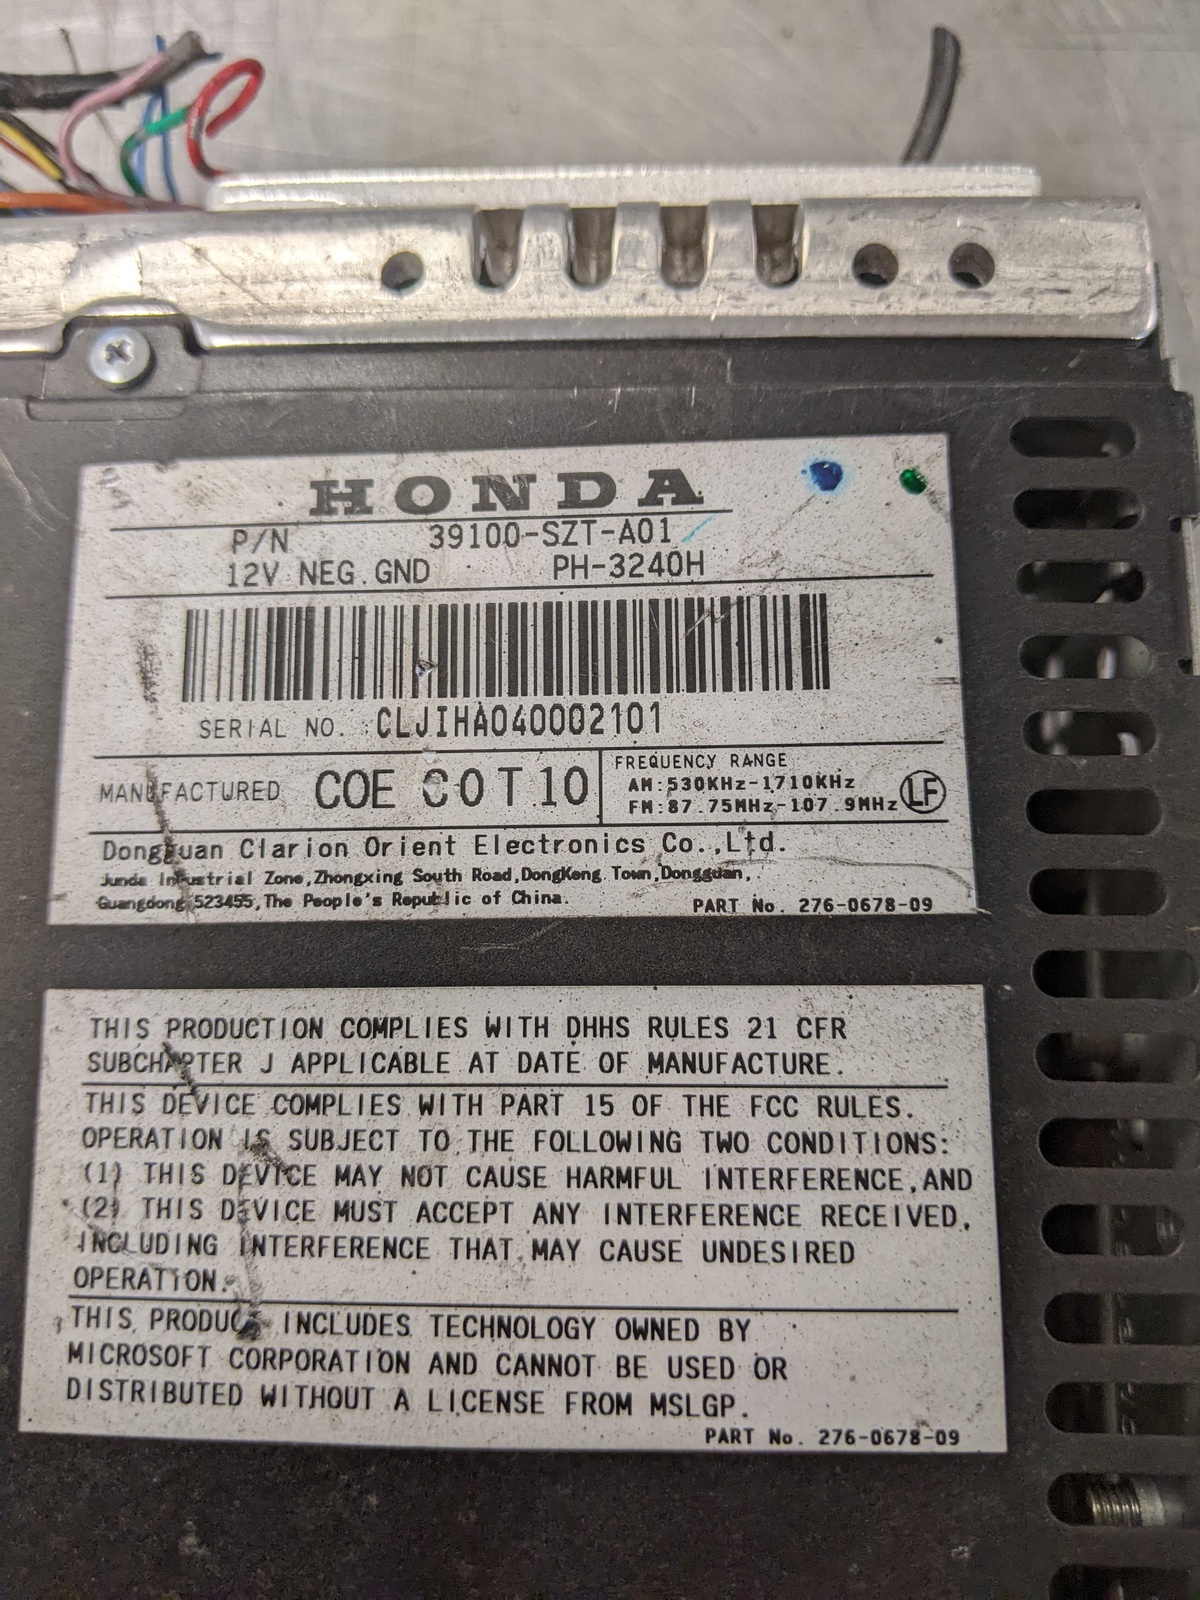 HONDA
P/N 39100-SZT-A01
12V NEG.GND PH-3240H
SERIAL NO. CLJIHA040002101
MANUFACTURED COE COT10
FREQUENCY RANGE
AM:530KHz-1710KHz
FM:87.75MHz-107.9MHz
LF
Dongguan Clarion Orient Electronics Co.,Ltd.
Junda Industrial Zone,Zhongxing South Road,DongKeng Town,Dongguan,
Guangdong 523455,The People's Republic of China.
PART No. 276-0678-09
THIS PRODUCTION COMPLIES WITH DHHS RULES 21 CFR
SUBCHAPTER J APPLICABLE AT DATE OF MANUFACTURE.
THIS DEVICE COMPLIES WITH PART 15 OF THE FCC RULES.
OPERATION IS SUBJECT TO THE FOLLOWING TWO CONDITIONS:
(1) THIS DEVICE MAY NOT CAUSE HARMFUL INTERFERENCE,AND
(2) THIS DEVICE MUST ACCEPT ANY INTERFERENCE RECEIVED,
INCLUDING INTERFERENCE THAT MAY CAUSE UNDESIRED
OPERATION.
THIS PRODUCT INCLUDES TECHNOLOGY OWNED BY
MICROSOFT CORPORATION AND CANNOT BE USED OR
DISTRIBUTED WITHOUT A LICENSE FROM MSLGP.
PART No. 276-0678-09